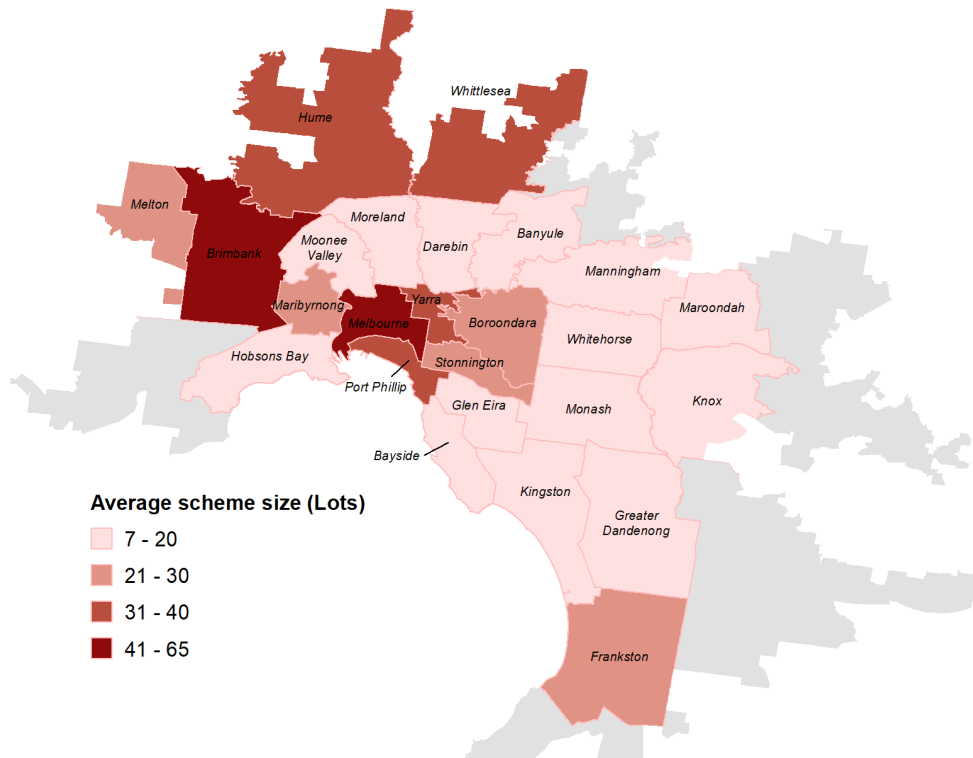 Whittlesea
Hume
Melton
Moreland
Banyule
Moonee
Valley
Darebin
Brimbank
Manningham
Maribyrnong
Yarra
Maroondah
Melbourne
Boroondara
Whitehorse
Hobsons Bay
Stonnington
Port Phillip
Glen Eira
Monash
Knox
Bayside
Kingston
Greater
Dandenong
Frankston
Average scheme size (Lots)
7 - 20
21 - 30
31 - 40
41 - 65